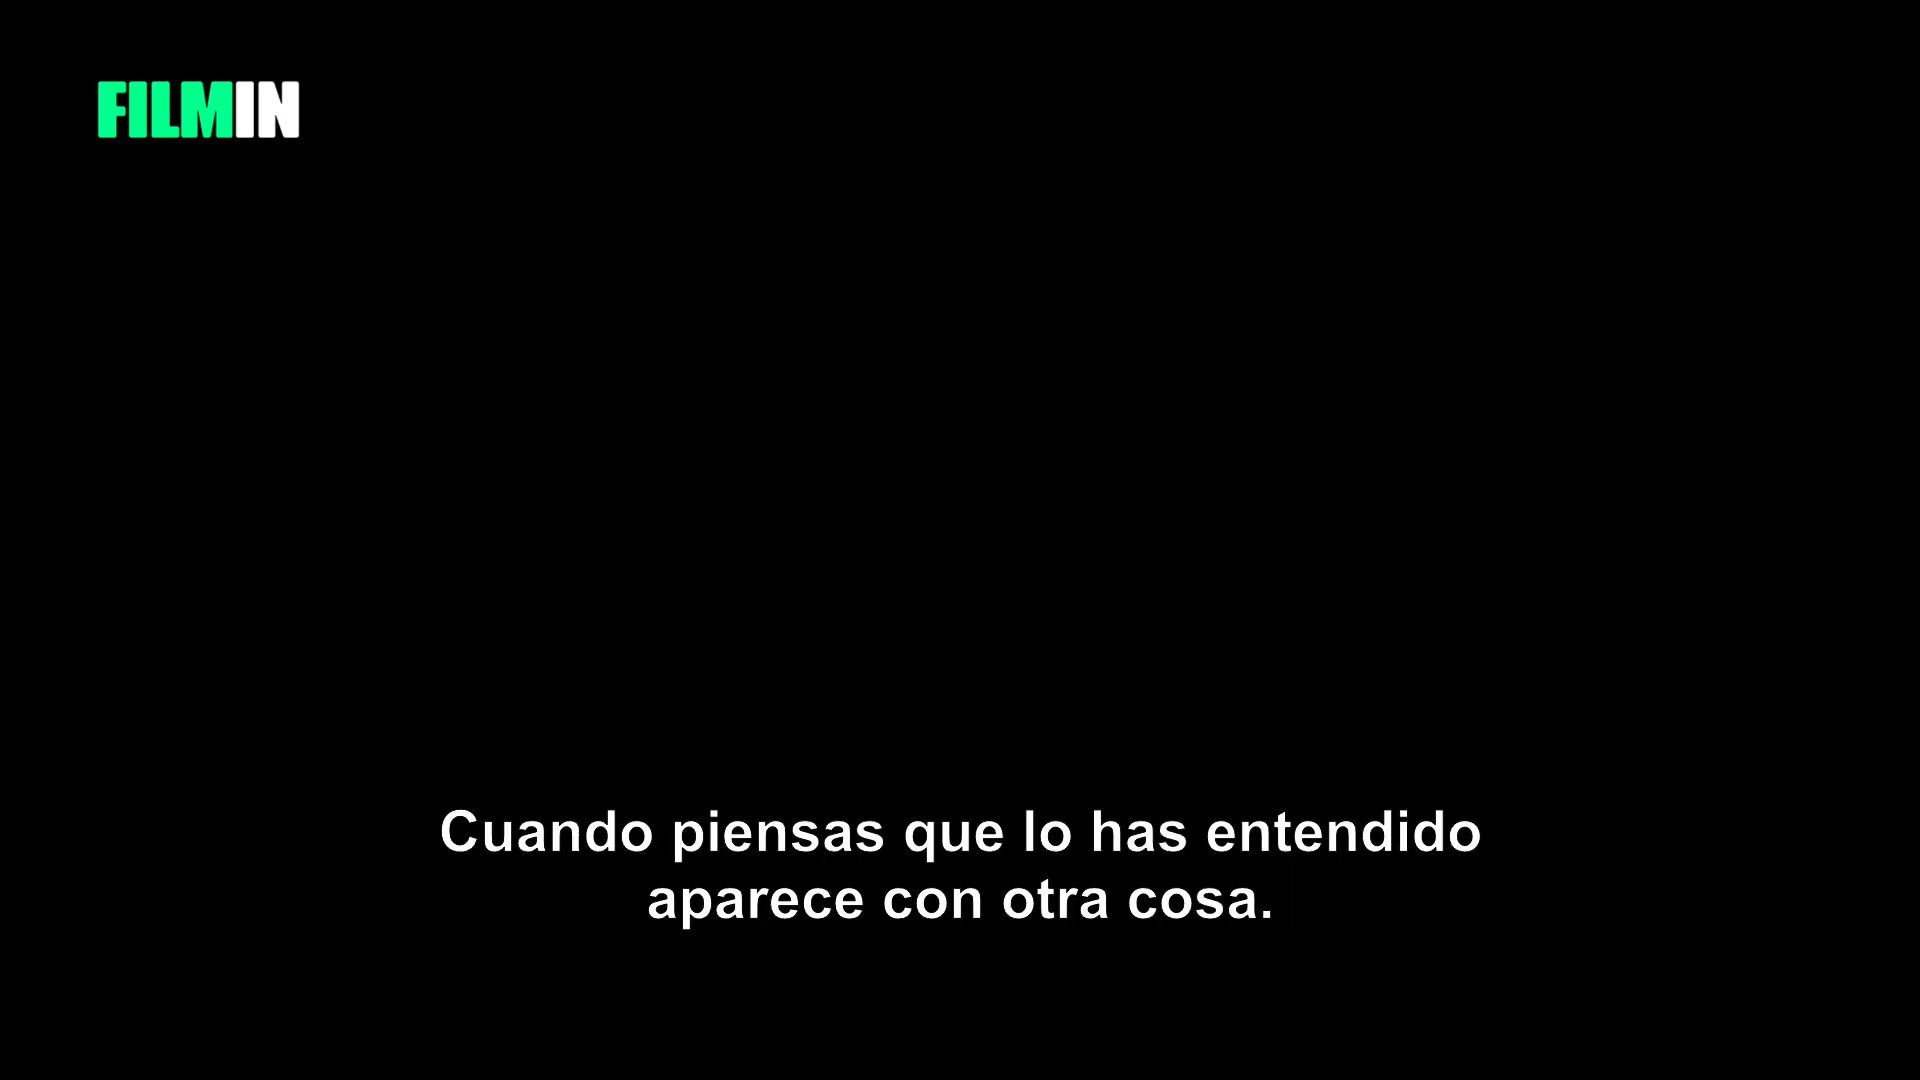 FILMIN
Cuando piensas que lo has entendido
aparece con otra cosa.